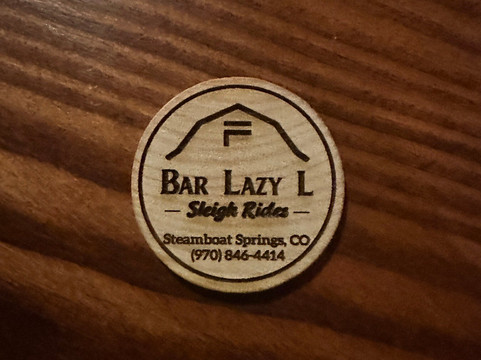 Bar Lazy L
Sleigh Rides
Steamboat Springs, CO
(970) 846-4414